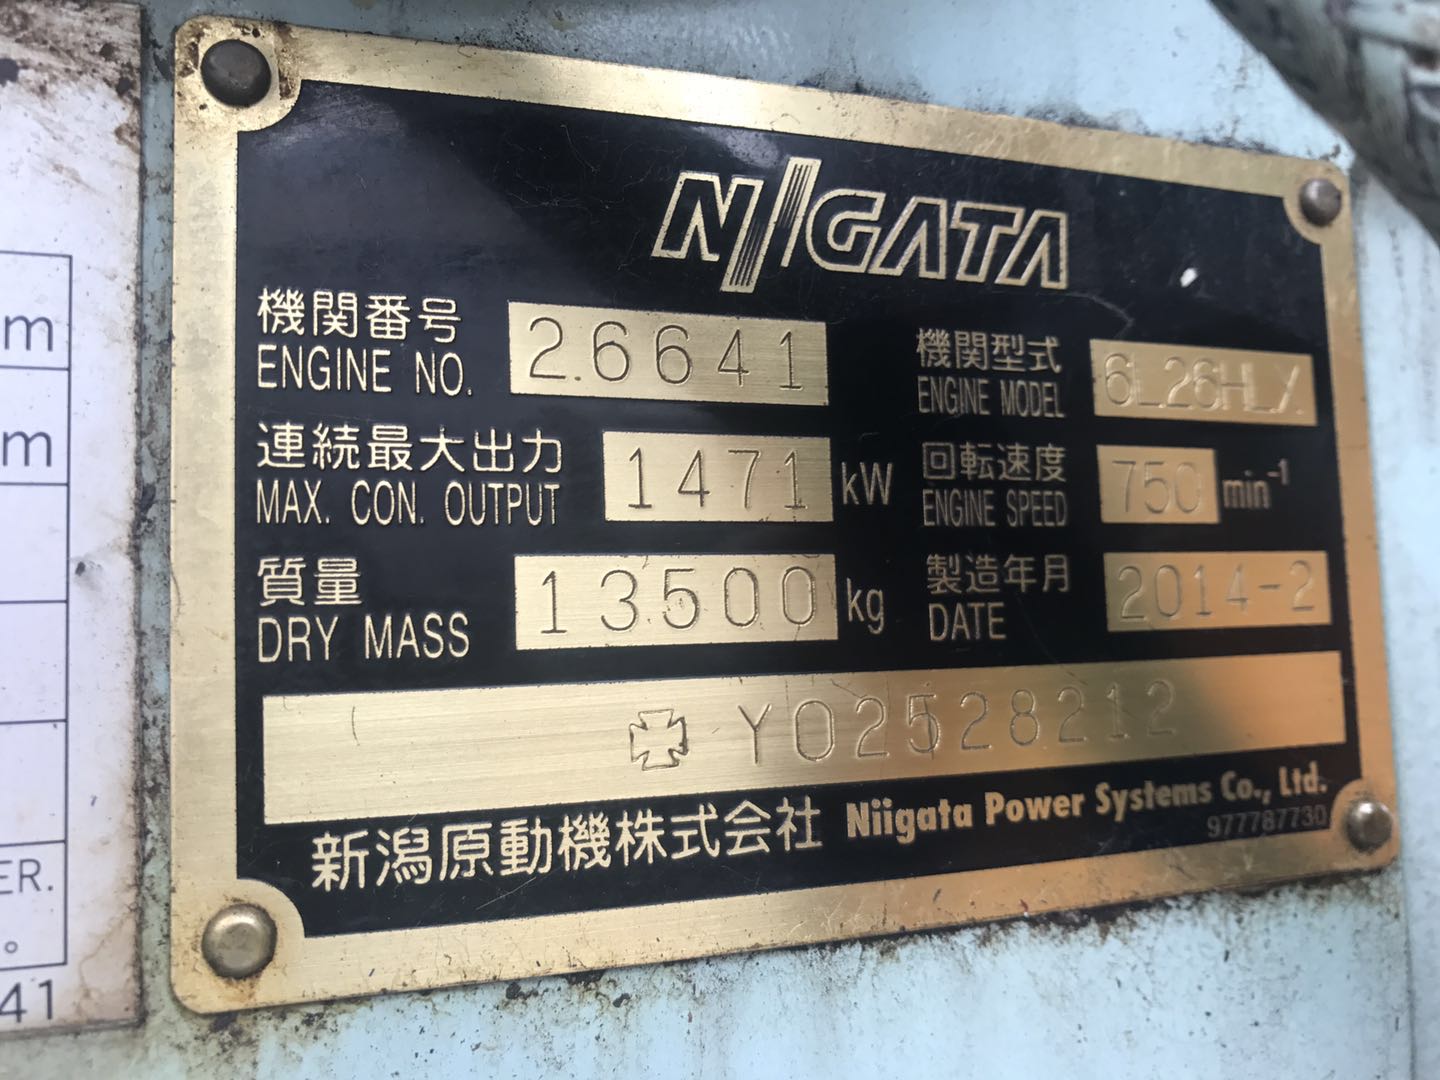 NIIGATA
機関番号
ENGINE NO. 26641
機関型式
ENGINE MODEL 6L26HLX
連続最大出力
MAX. CON. OUTPUT 1471 kW
回転速度
ENGINE SPEED 750 min⁻¹
質量
DRY MASS 13500 kg
製造年月
DATE 2014-2
Y02528212
新潟原動機株式会社 Niigata Power Systems Co., Ltd.
977787730
m
m
ER.
41